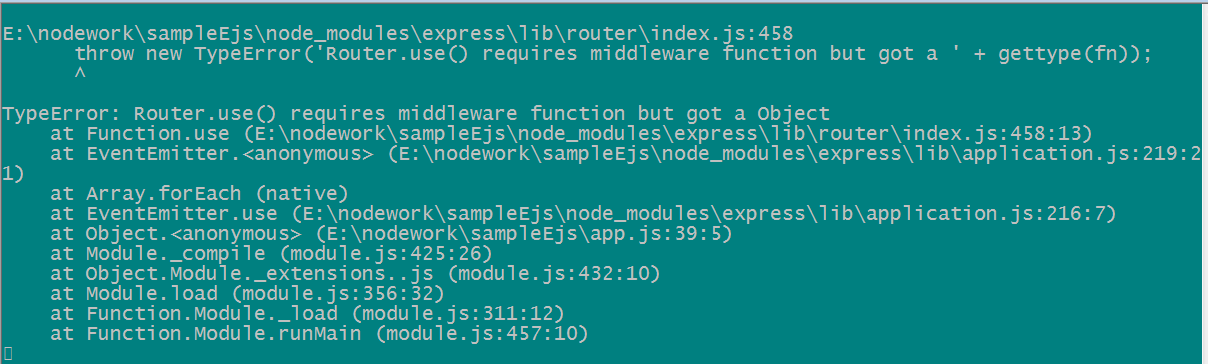 E:\nodework\sampleEjs\node_modules\express\lib\router\index.js:458
      throw new TypeError('Router.use() requires middleware function but got a ' + gettype(fn));
      ^
TypeError: Router.use() requires middleware function but got a Object
    at Function.use (E:\nodework\sampleEjs\node_modules\express\lib\router\index.js:458:13)
    at EventEmitter.<anonymous> (E:\nodework\sampleEjs\node_modules\express\lib\application.js:219:2
1)
    at Array.forEach (native)
    at EventEmitter.use (E:\nodework\sampleEjs\node_modules\express\lib\application.js:216:7)
    at Object.<anonymous> (E:\nodework\sampleEjs\app.js:39:5)
    at Module._compile (module.js:425:26)
    at Object.Module._extensions..js (module.js:432:10)
    at Module.load (module.js:356:32)
    at Function.Module._load (module.js:311:12)
    at Function.Module.runMain (module.js:457:10)